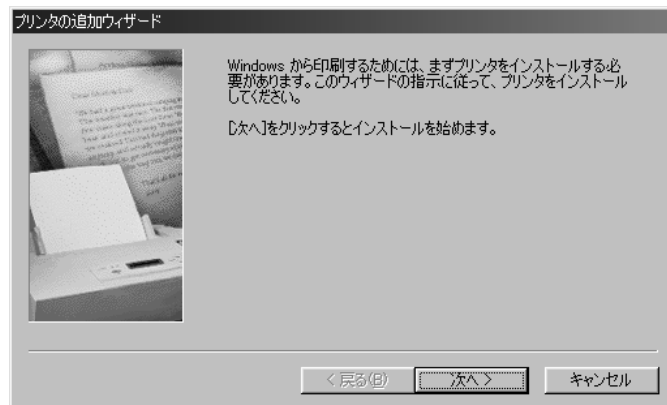 プリンタの追加ウィザード
Windows から印刷するためには、まずプリンタをインストールする必
要があります。このウィザードの指示に従って、プリンタをインストール
してください。
[次へ]をクリックするとインストールを始めます。
< 戻る(B)
次へ >
キャンセル